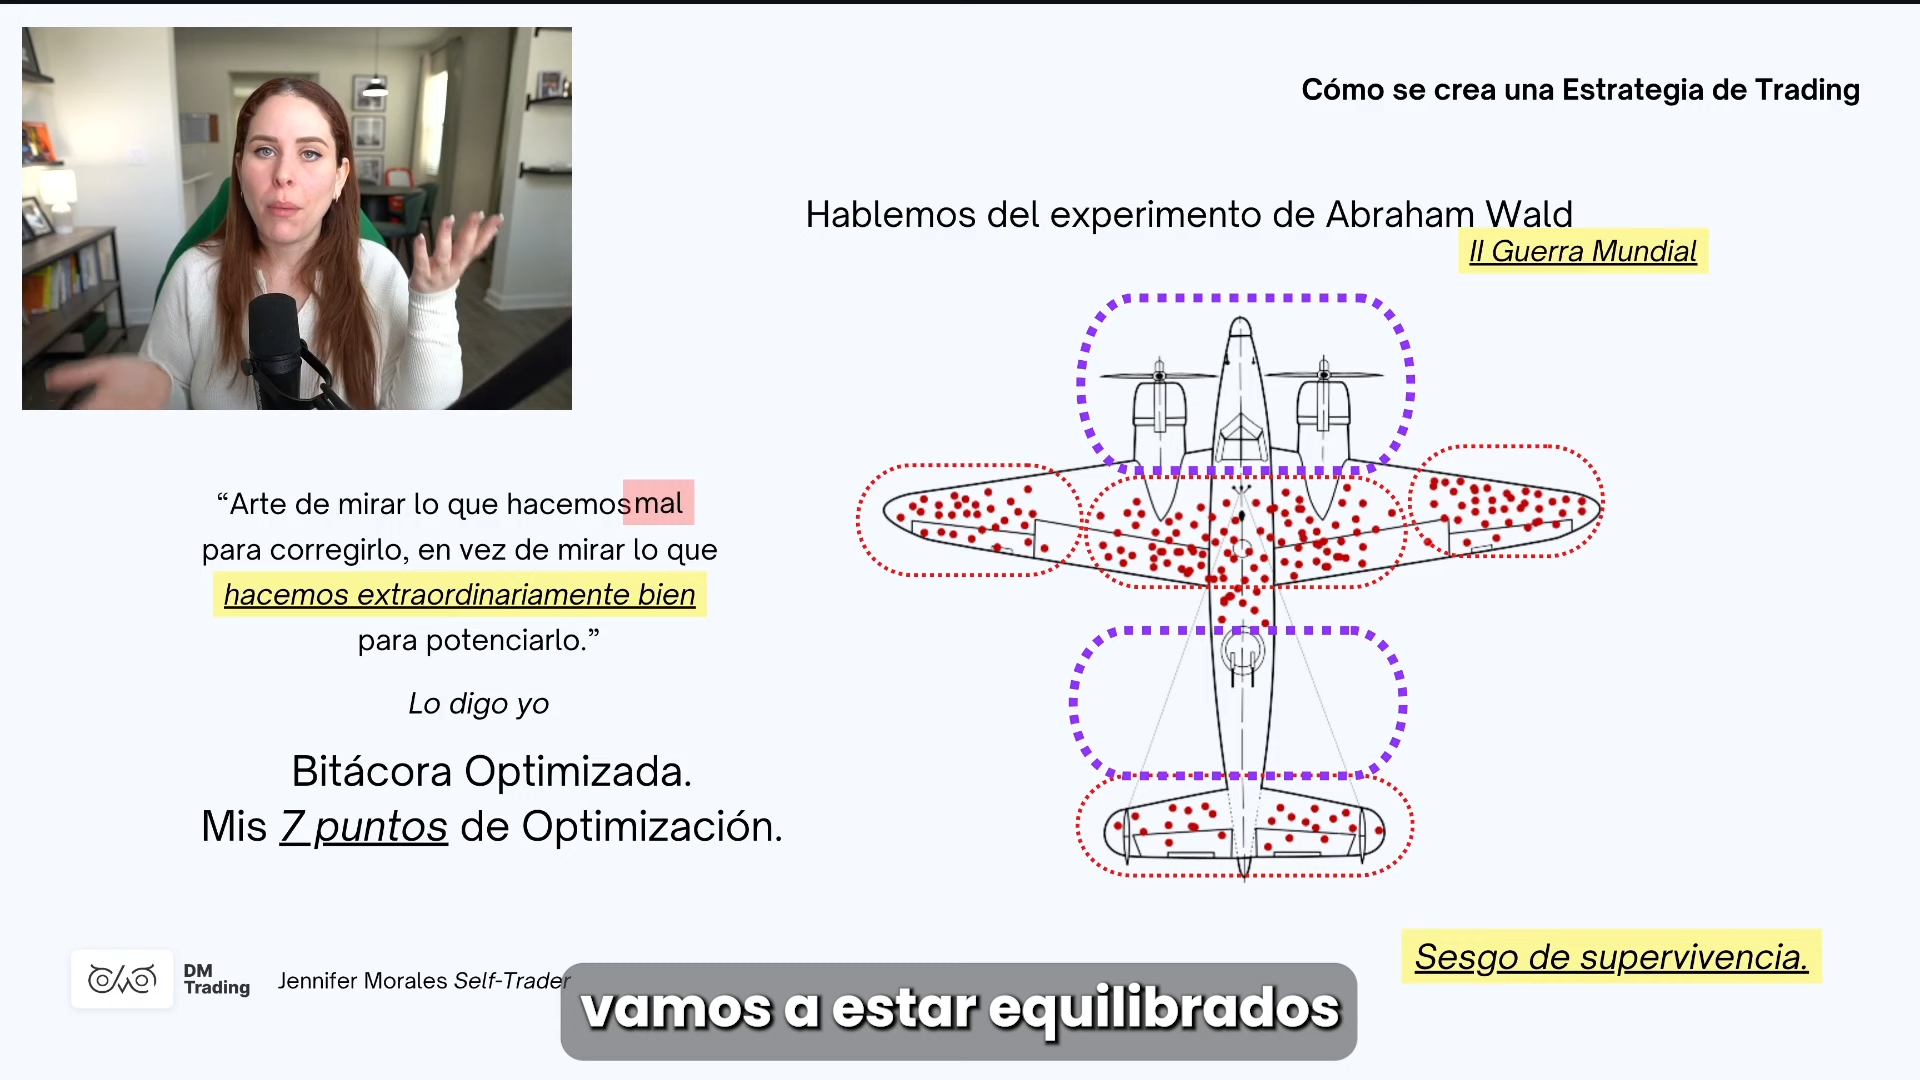 Cómo se crea una Estrategia de Trading
Hablemos del experimento de Abraham Wald
II Guerra Mundial
“Arte de mirar lo que hacemos mal
para corregirlo, en vez de mirar lo que
hacemos extraordinariamente bien
para potenciarlo.”
Lo digo yo
Bitácora Optimizada.
Mis 7 puntos de Optimización.
Sesgo de supervivencia.
DM
Trading
Jennifer Morales Self-Trader
vamos a estar equilibrados